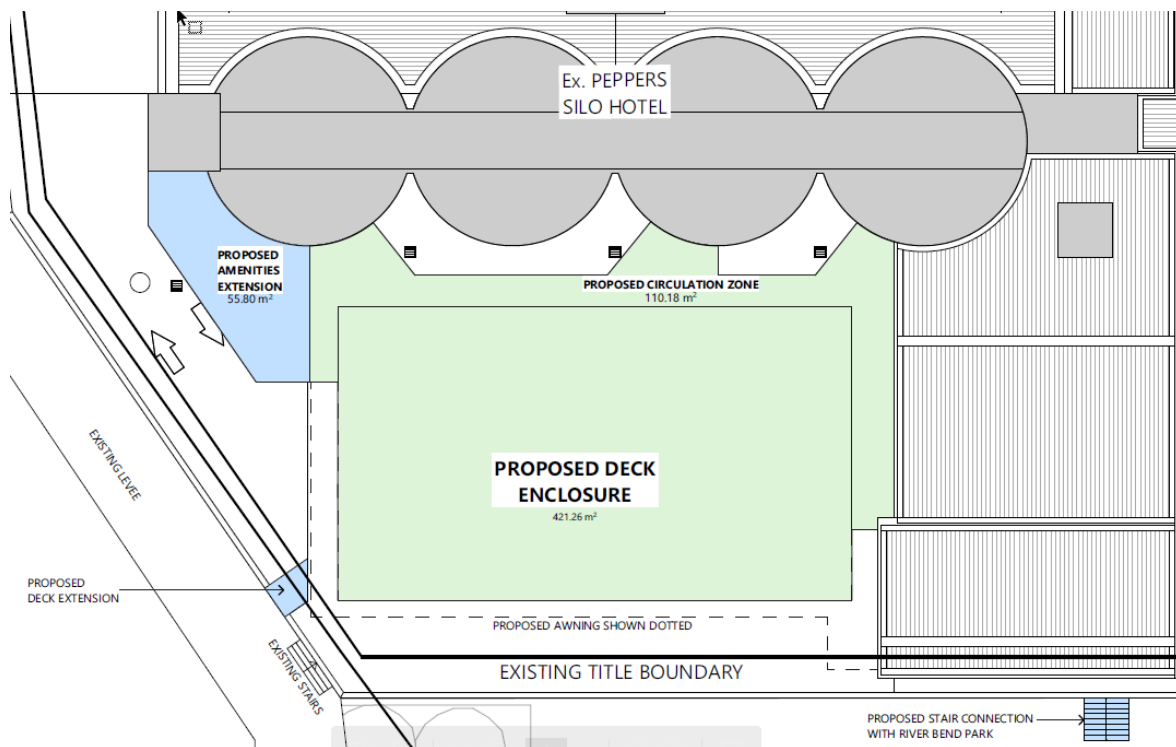 Ex. PEPPERS
SILO HOTEL
PROPOSED
AMENITIES
EXTENSION
55.80 m²
PROPOSED CIRCULATION ZONE
110.18 m²
EXISTING LEVEE
PROPOSED DECK
ENCLOSURE
421.26 m²
PROPOSED
DECK EXTENSION
PROPOSED AWNING SHOWN DOTTED
EXISTING STAIRS
EXISTING TITLE BOUNDARY
PROPOSED STAIR CONNECTION
WITH RIVER BEND PARK